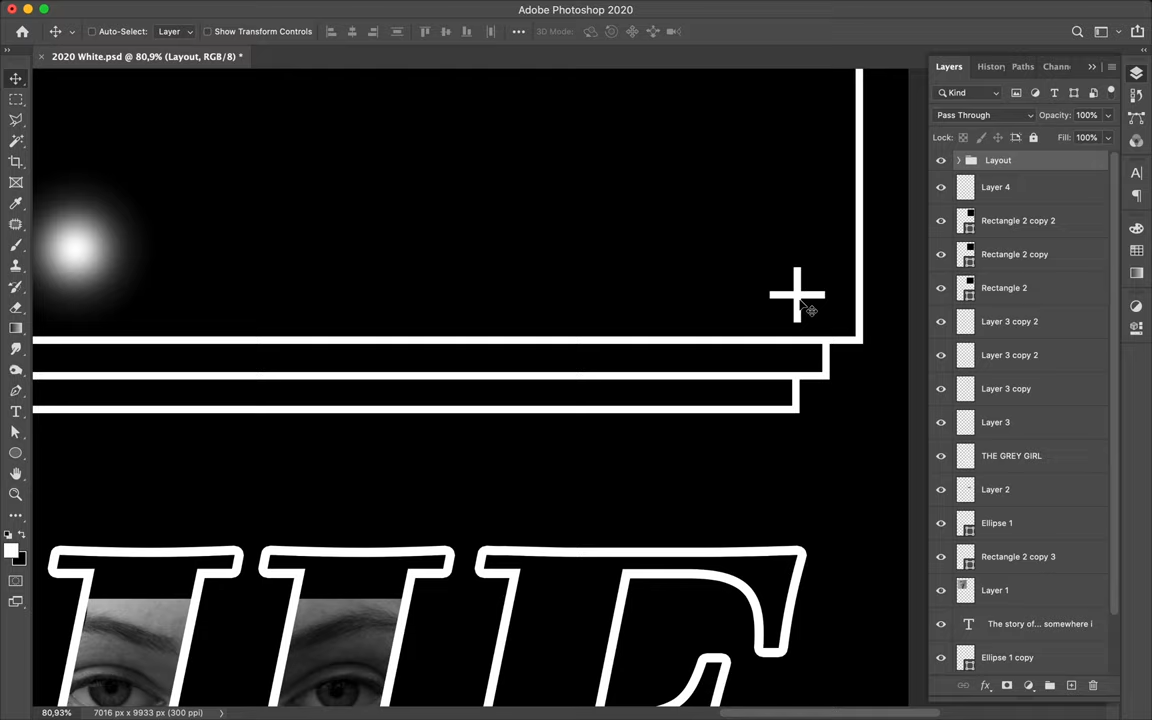 Adobe Photoshop 2020
Auto-Select: Layer Show Transform Controls 3D Mode:
2020 White.psd @ 80,9% (Layout, RGB/8) *
Layers Histor Paths Chann
Kind
Pass Through Opacity: 100%
Lock: Fill: 100%
Layout
Layer 4
Rectangle 2 copy 2
Rectangle 2 copy
Rectangle 2
Layer 3 copy 2
Layer 3 copy 2
Layer 3 copy
Layer 3
THE GREY GIRL
Layer 2
Ellipse 1
Rectangle 2 copy 3
Layer 1
The story of... somewhere i
Ellipse 1 copy
80,93% 7016 px x 9933 px (300 ppi)